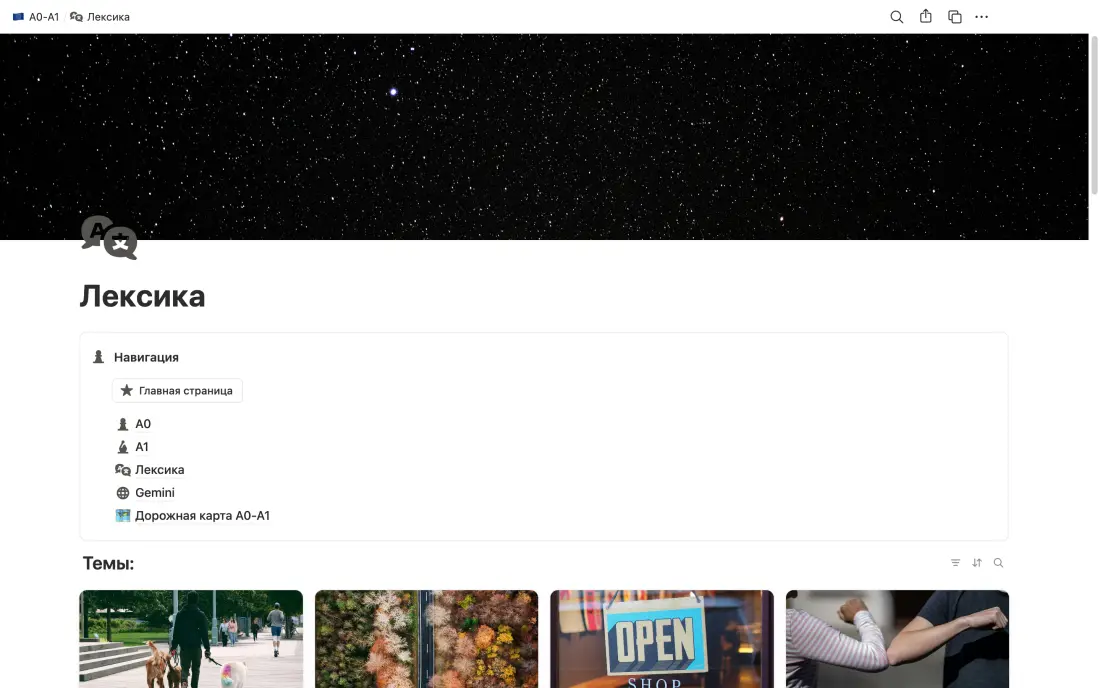 A0-A1 / Лексика
Лексика
Навигация
Главная страница
A0
A1
Лексика
Gemini
Дорожная карта A0-A1
Темы:
OPEN
SHOP